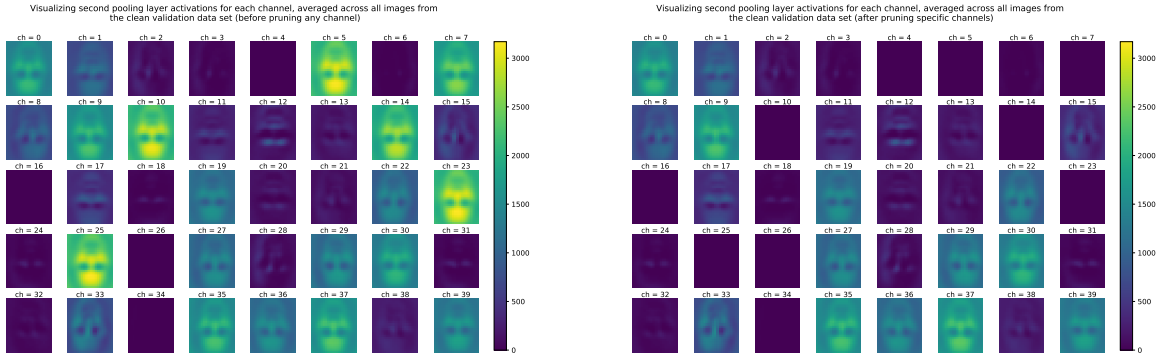 Visualizing second pooling layer activations for each channel, averaged across all images from
the clean validation data set (before pruning any channel)
ch = 0 ch = 1 ch = 2 ch = 3 ch = 4 ch = 5 ch = 6 ch = 7
ch = 8 ch = 9 ch = 10 ch = 11 ch = 12 ch = 13 ch = 14 ch = 15
ch = 16 ch = 17 ch = 18 ch = 19 ch = 20 ch = 21 ch = 22 ch = 23
ch = 24 ch = 25 ch = 26 ch = 27 ch = 28 ch = 29 ch = 30 ch = 31
ch = 32 ch = 33 ch = 34 ch = 35 ch = 36 ch = 37 ch = 38 ch = 39
3000
2500
2000
1500
1000
500
0
Visualizing second pooling layer activations for each channel, averaged across all images from
the clean validation data set (after pruning specific channels)
ch = 0 ch = 1 ch = 2 ch = 3 ch = 4 ch = 5 ch = 6 ch = 7
ch = 8 ch = 9 ch = 10 ch = 11 ch = 12 ch = 13 ch = 14 ch = 15
ch = 16 ch = 17 ch = 18 ch = 19 ch = 20 ch = 21 ch = 22 ch = 23
ch = 24 ch = 25 ch = 26 ch = 27 ch = 28 ch = 29 ch = 30 ch = 31
ch = 32 ch = 33 ch = 34 ch = 35 ch = 36 ch = 37 ch = 38 ch = 39
3000
2500
2000
1500
1000
500
0